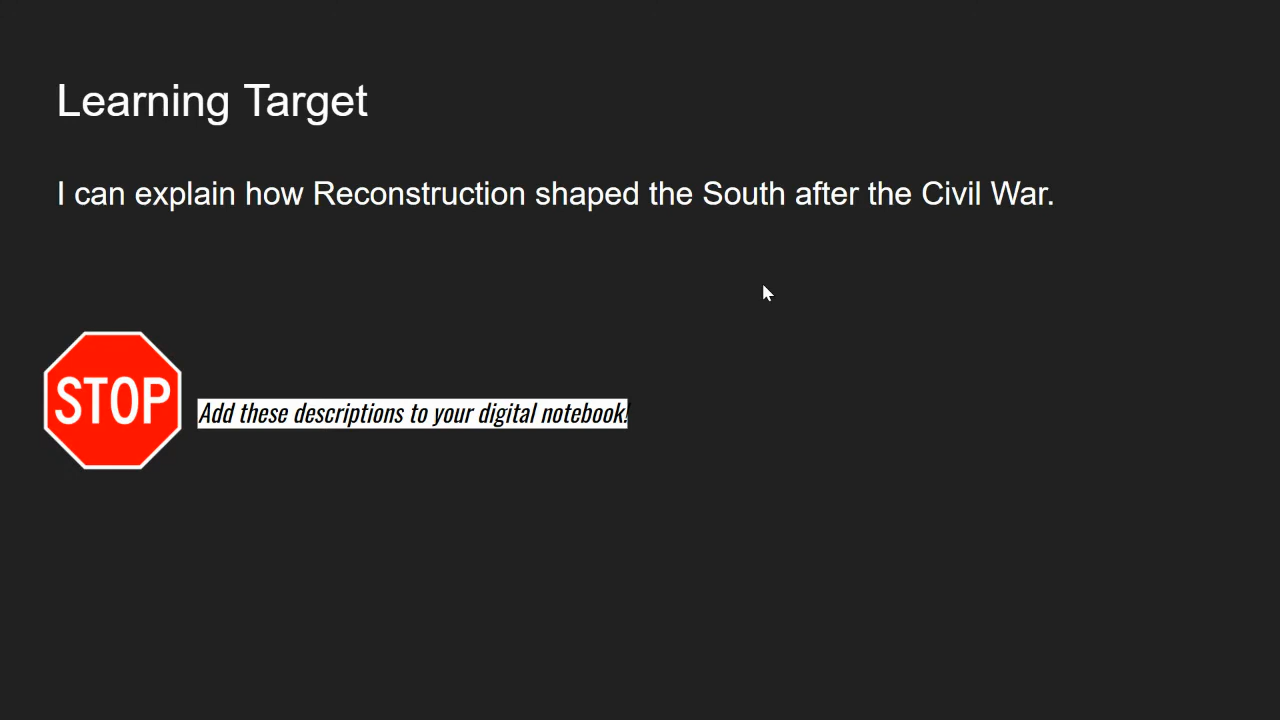 Learning Target
I can explain how Reconstruction shaped the South after the Civil War.
STOP
Add these descriptions to your digital notebook!